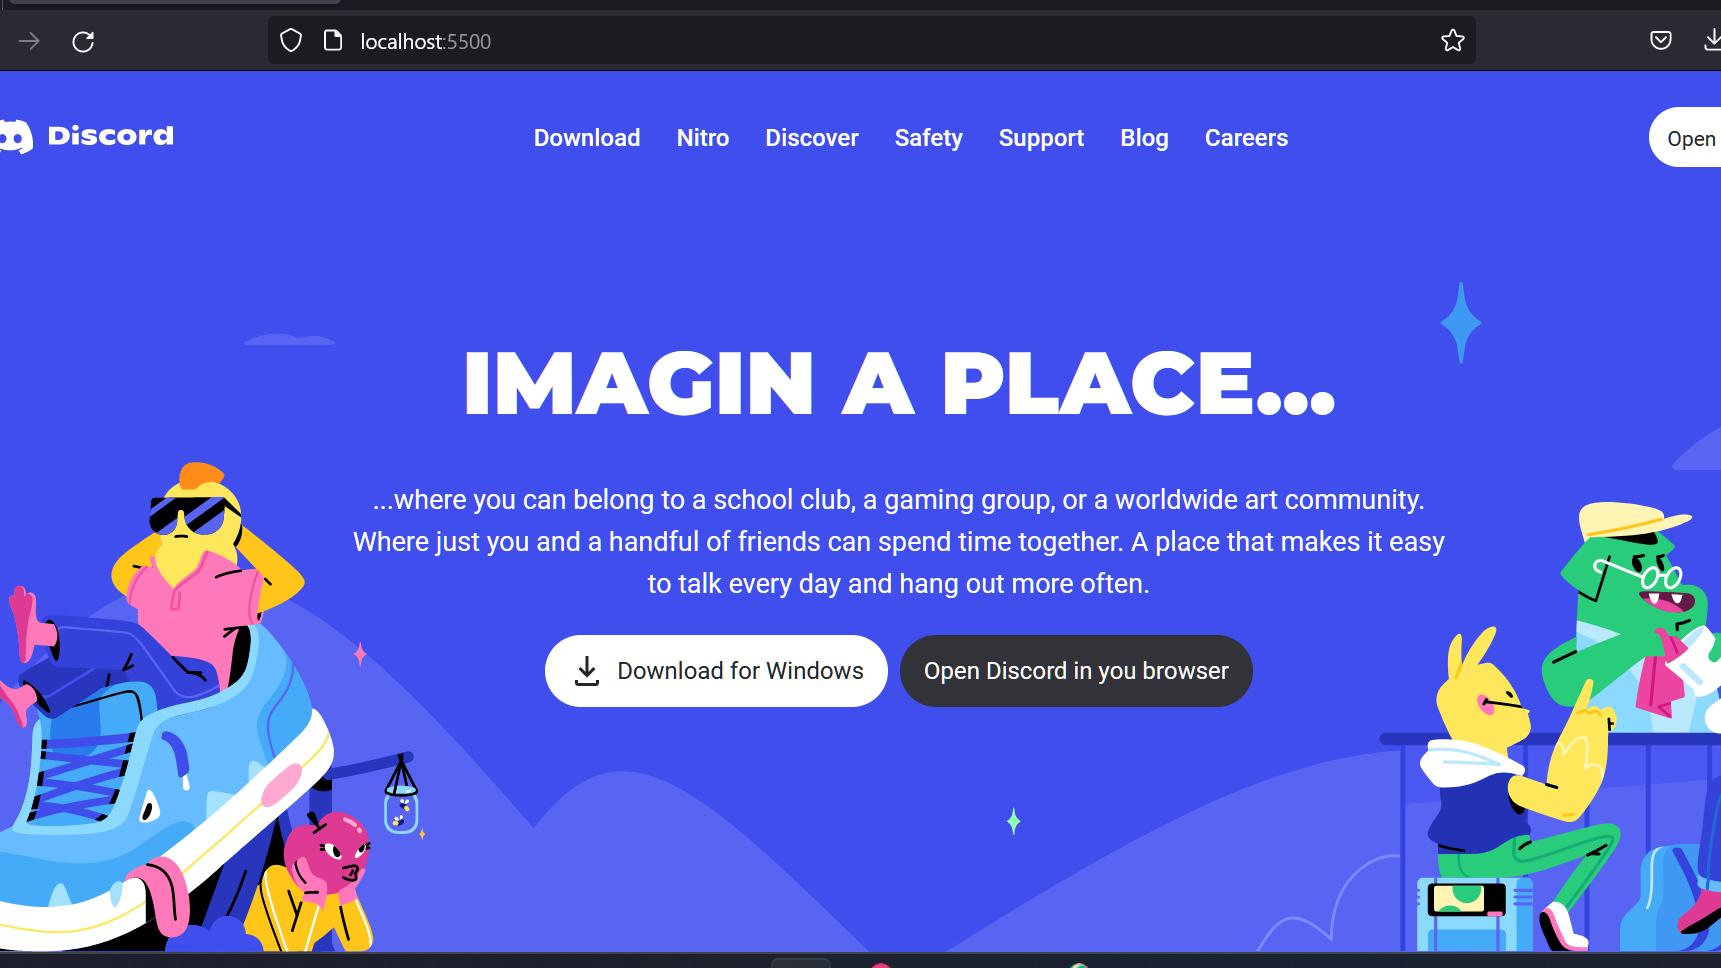 localhost:5500
Discord
Download Nitro Discover Safety Support Blog Careers
Open
IMAGIN A PLACE...
...where you can belong to a school club, a gaming group, or a worldwide art community.
Where just you and a handful of friends can spend time together. A place that makes it easy
to talk every day and hang out more often.
Download for Windows
Open Discord in you browser